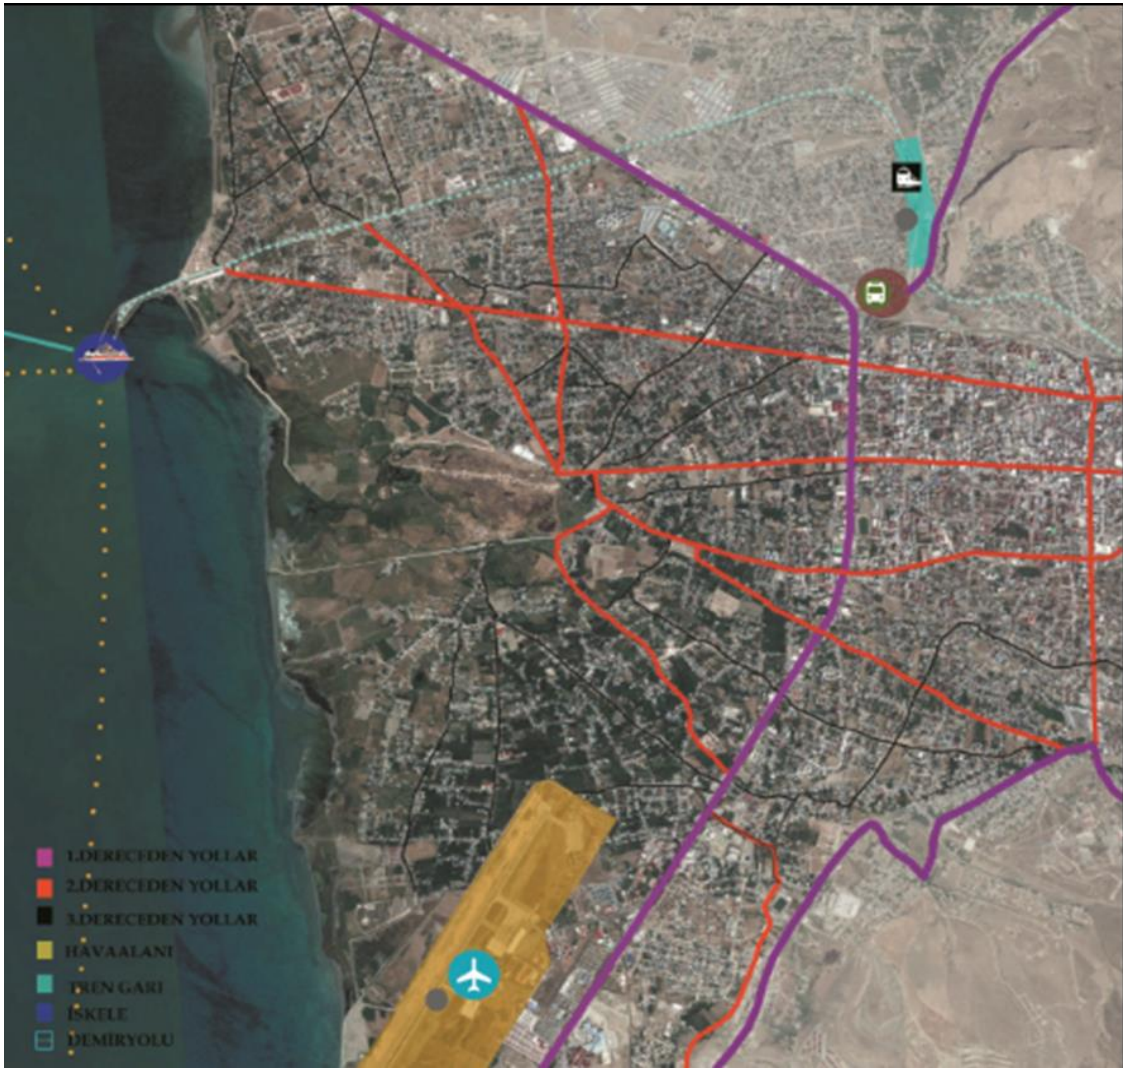 1.DERECEDEN YOLLAR
2.DERECEDEN YOLLAR
3.DERECEDEN YOLLAR
HAVAALANI
TREN GARI
İSKELE
DEMİRYOLU